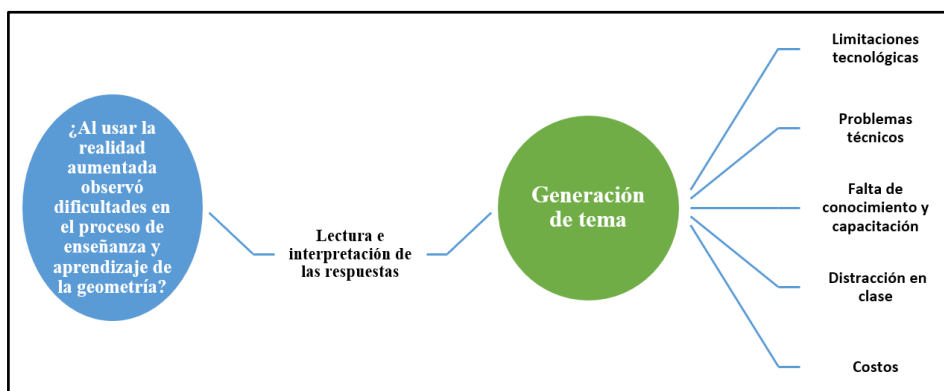 ¿Al usar la
realidad
aumentada
observó
dificultades en
el proceso de
enseñanza y
aprendizaje de
la geometría?
Lectura e
interpretación de
las respuestas
Generación
de tema
Limitaciones
tecnológicas
Problemas
técnicos
Falta de
conocimiento y
capacitación
Distracción en
clase
Costos